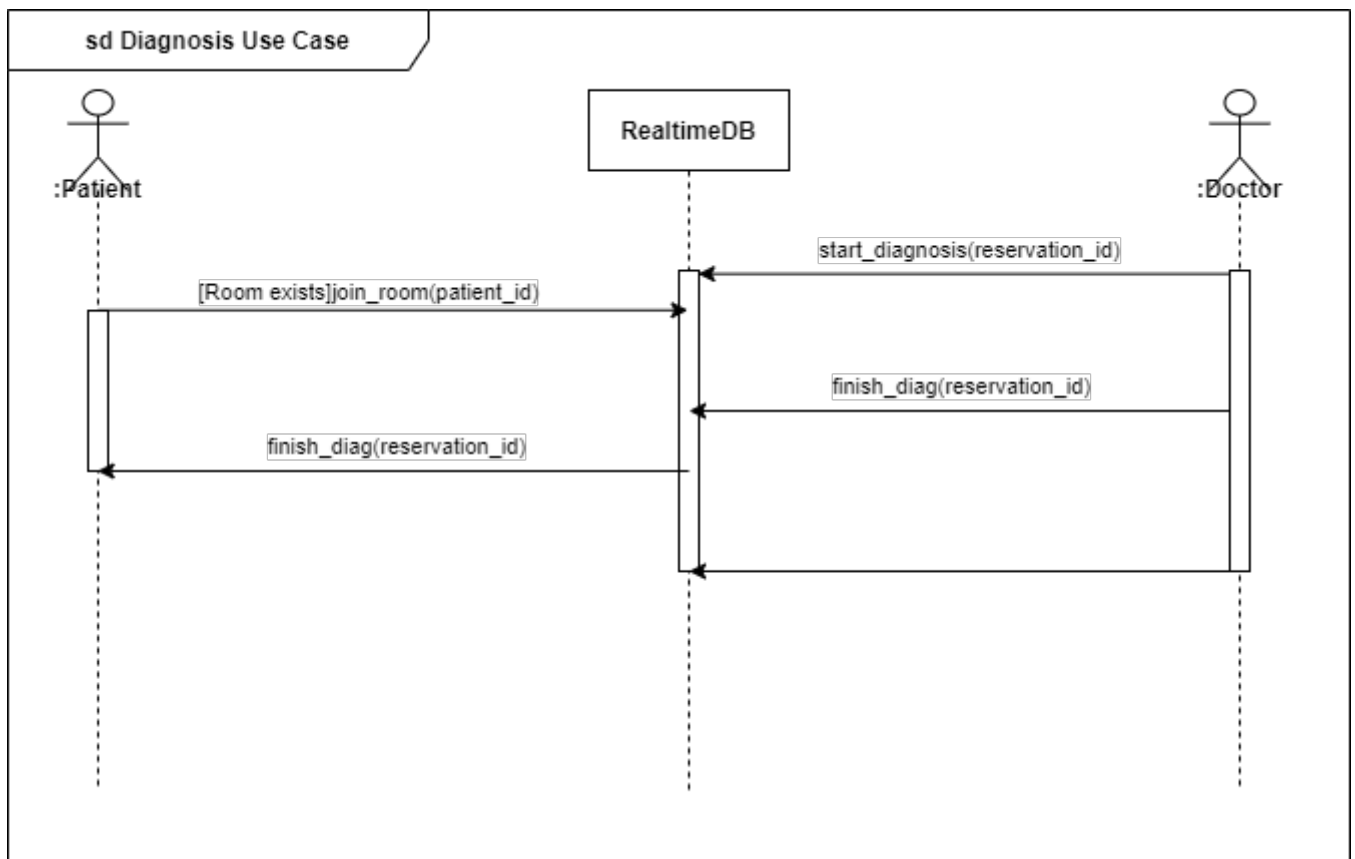 sd Diagnosis Use Case
RealtimeDB
:Patient
:Doctor
start_diagnosis(reservation_id)
[Room exists]join_room(patient_id)
finish_diag(reservation_id)
finish_diag(reservation_id)